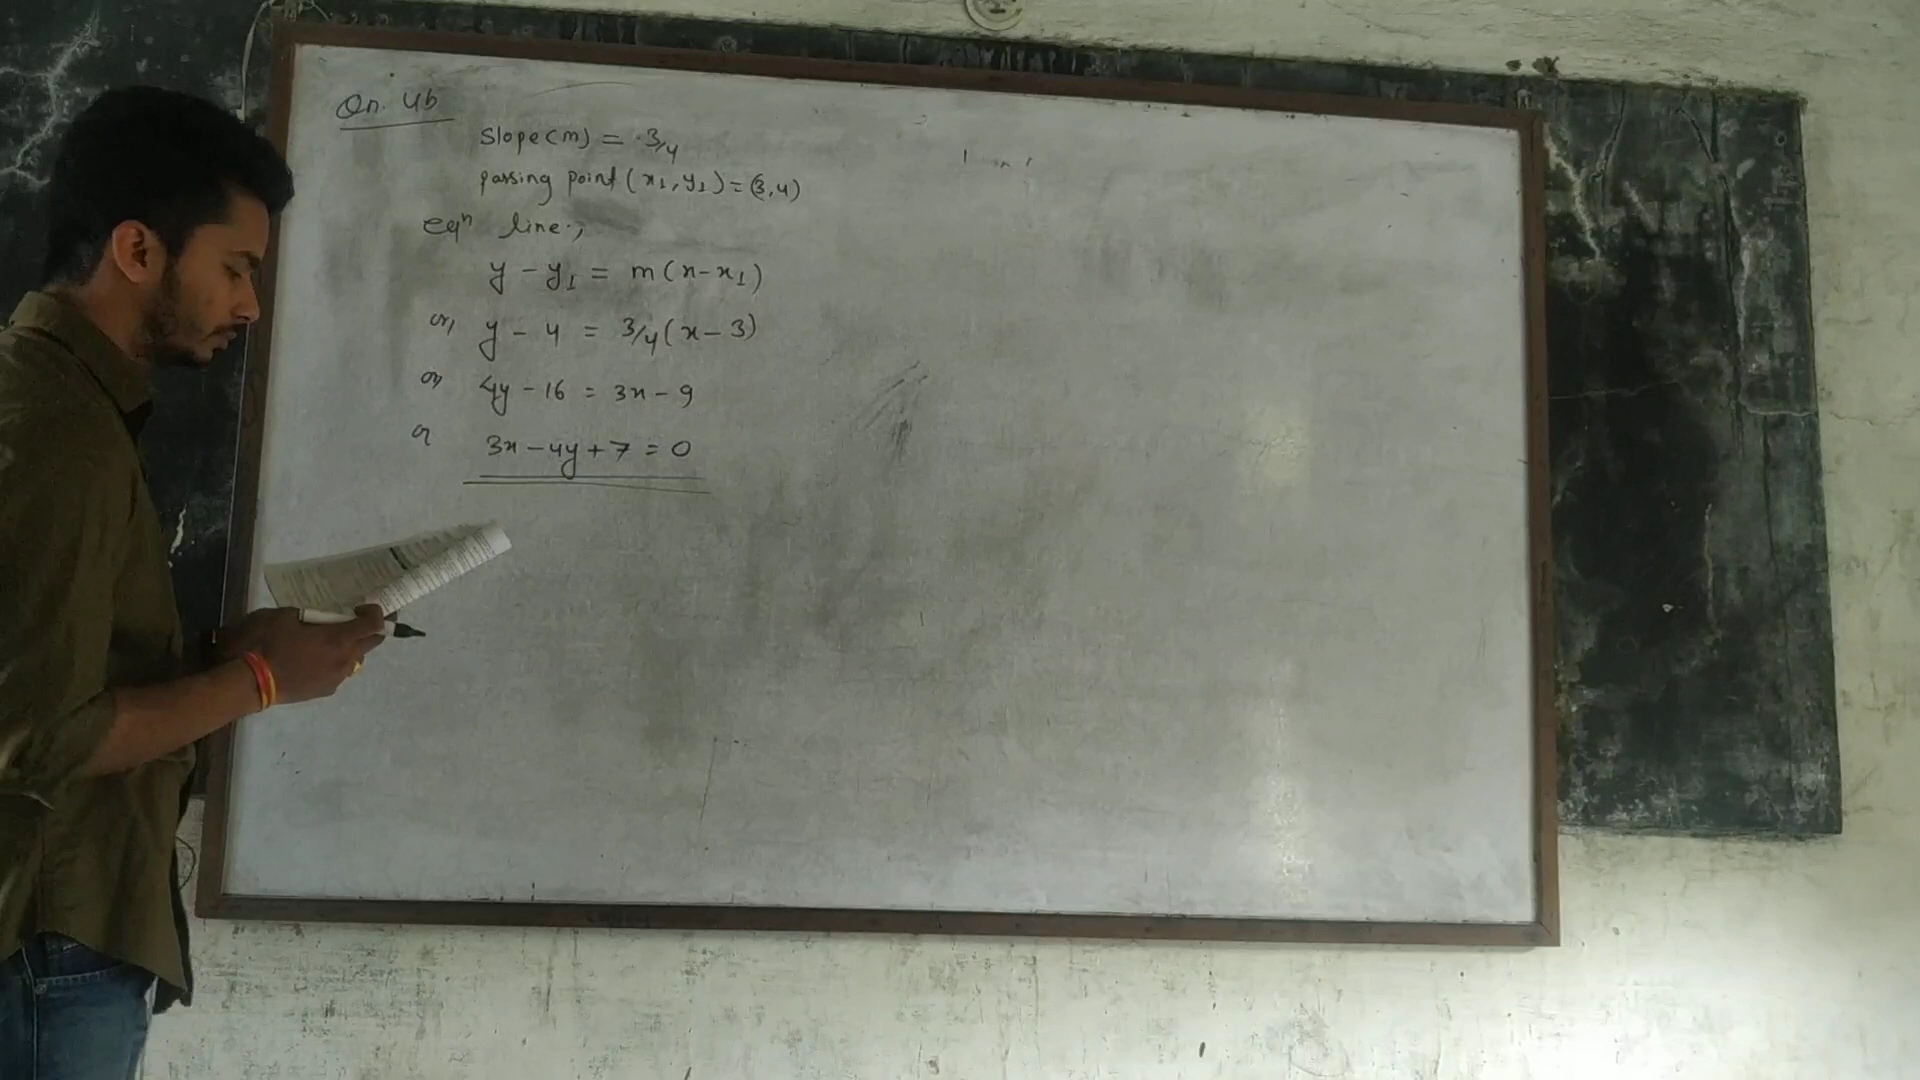 Qn. 4b
Slope(m) = 3/4
passing point (x₁, y₁) = (3, 4)
eqⁿ line.,
y - y₁ = m(x - x₁)
or, y - 4 = 3/4(x - 3)
or 4y - 16 = 3x - 9
or 3x - 4y + 7 = 0